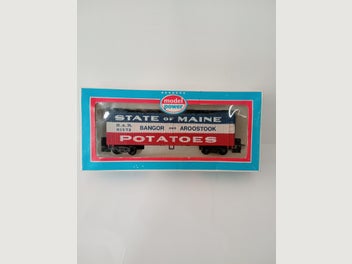 model
power
STATE OF MAINE
B. & A.
BANGOR AND AROOSTOOK
POTATOES